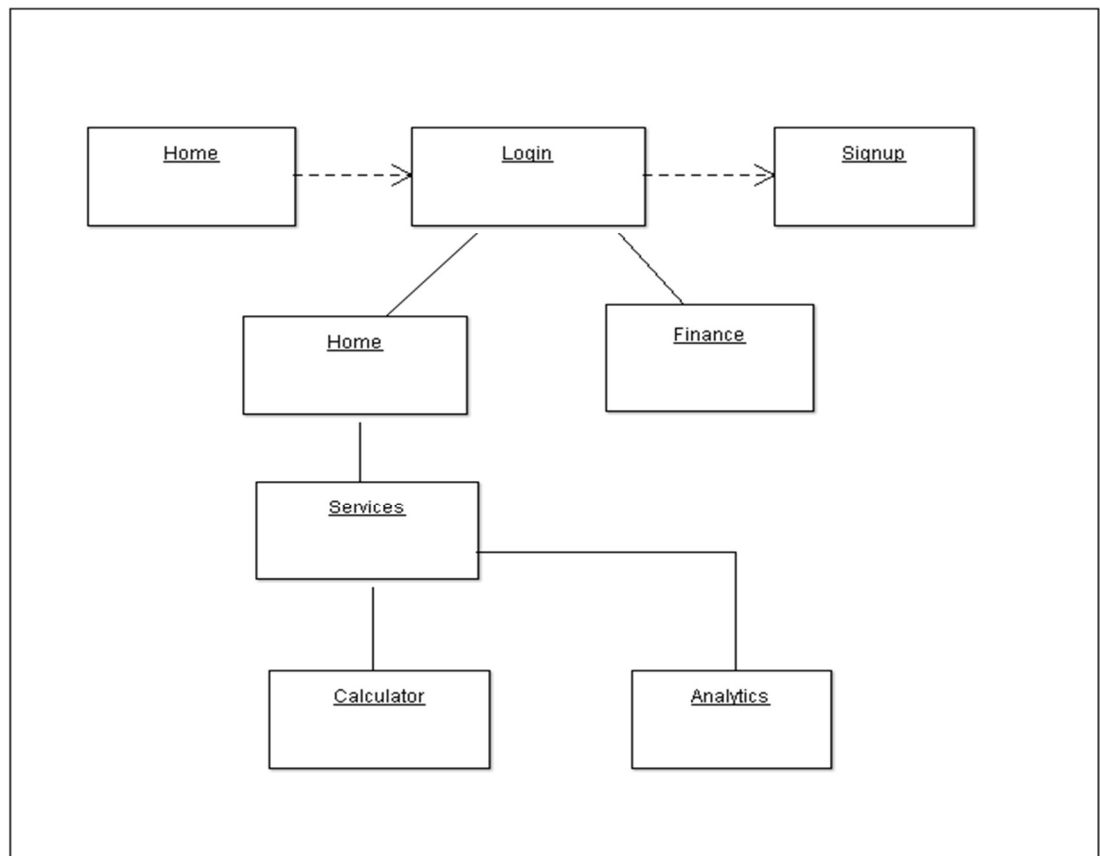 Home
Login
Signup
Home
Finance
Services
Calculator
Analytics